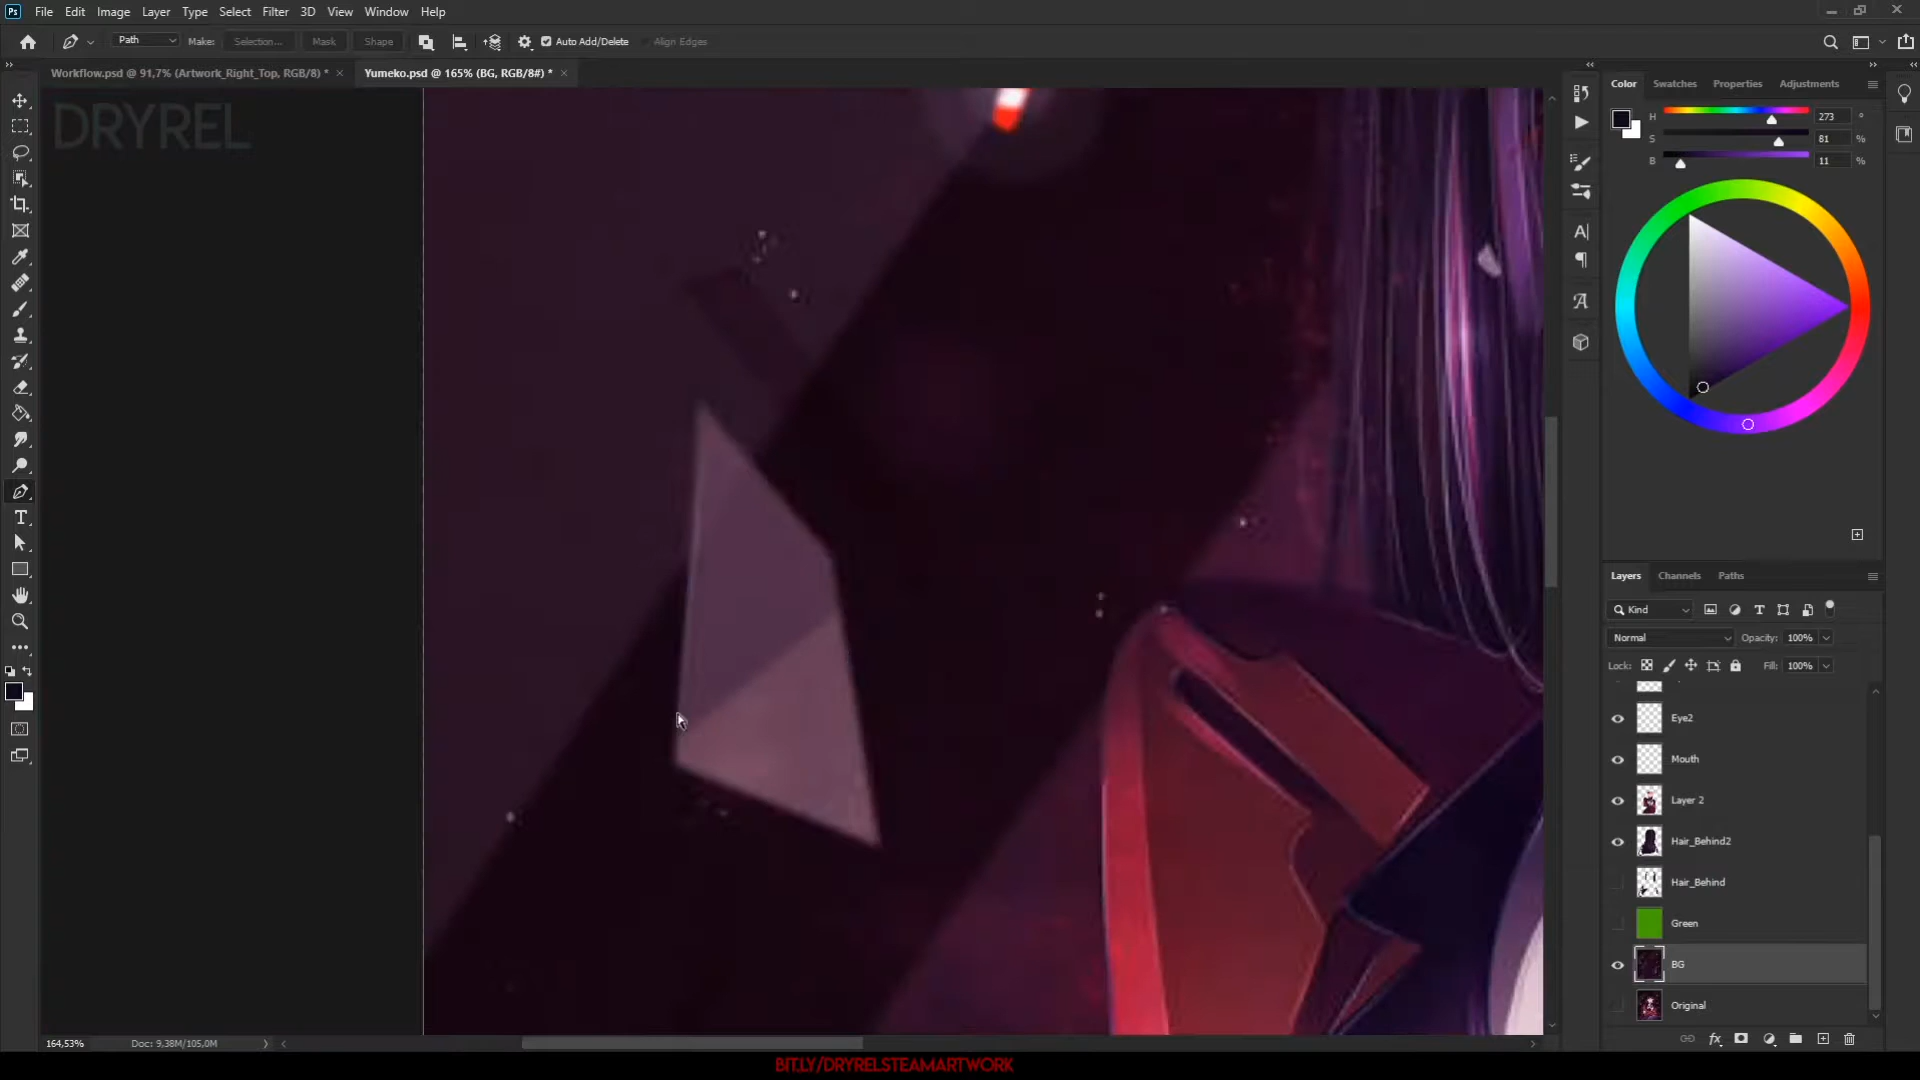 Ps File Edit Image Layer Type Select Filter 3D View Window Help
Path Make: Selection... Mask Shape Auto Add/Delete Align Edges
Workflow.psd @ 91,7% (Artwork_Right_Top, RGB/8) * Yumeko.psd @ 165% (BG, RGB/8#) *
DRYREL
Color Swatches Properties Adjustments
H 273 °
S 81 %
B 11 %
Layers Channels Paths
Kind
Normal Opacity: 100%
Lock: Fill: 100%
Eye2
Mouth
Layer 2
Hair_Behind2
Hair_Behind
Green
BG
Original
164,53% Doc: 9,38M/105,0M
BIT.LY/DRYRELSTEAMARTWORK